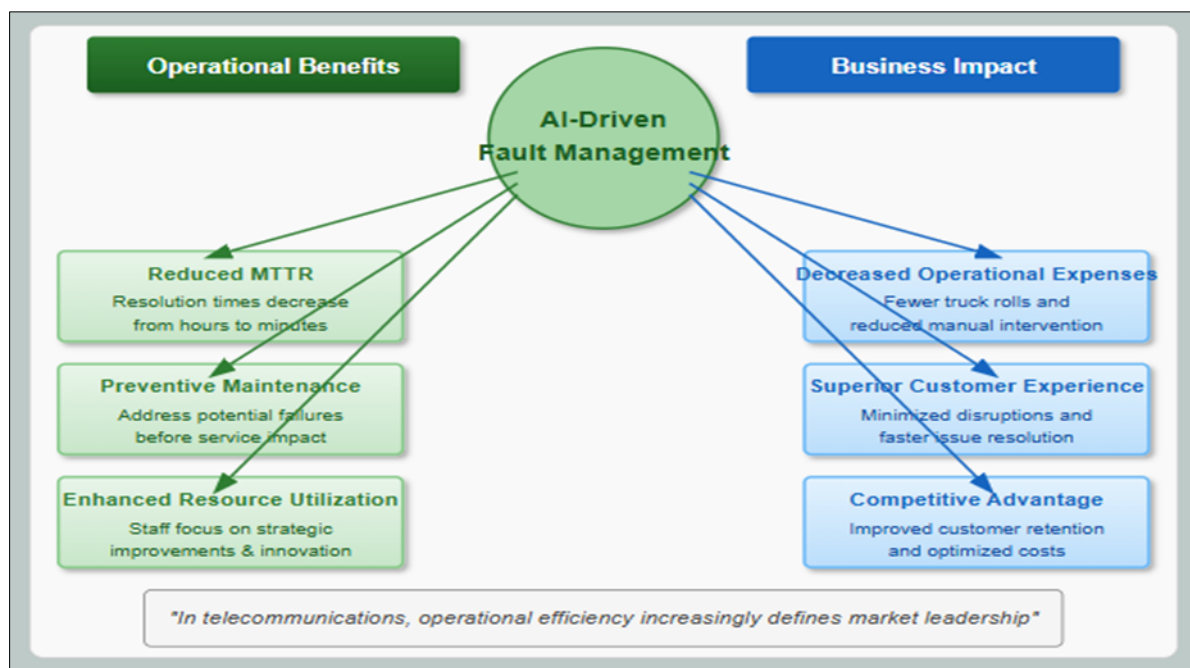 Operational Benefits
Business Impact
AI-Driven
Fault Management
Reduced MTTR
Resolution times decrease
from hours to minutes
Preventive Maintenance
Address potential failures
before service impact
Enhanced Resource Utilization
Staff focus on strategic
improvements & innovation
Decreased Operational Expenses
Fewer truck rolls and
reduced manual intervention
Superior Customer Experience
Minimized disruptions and
faster issue resolution
Competitive Advantage
Improved customer retention
and optimized costs
"In telecommunications, operational efficiency increasingly defines market leadership"